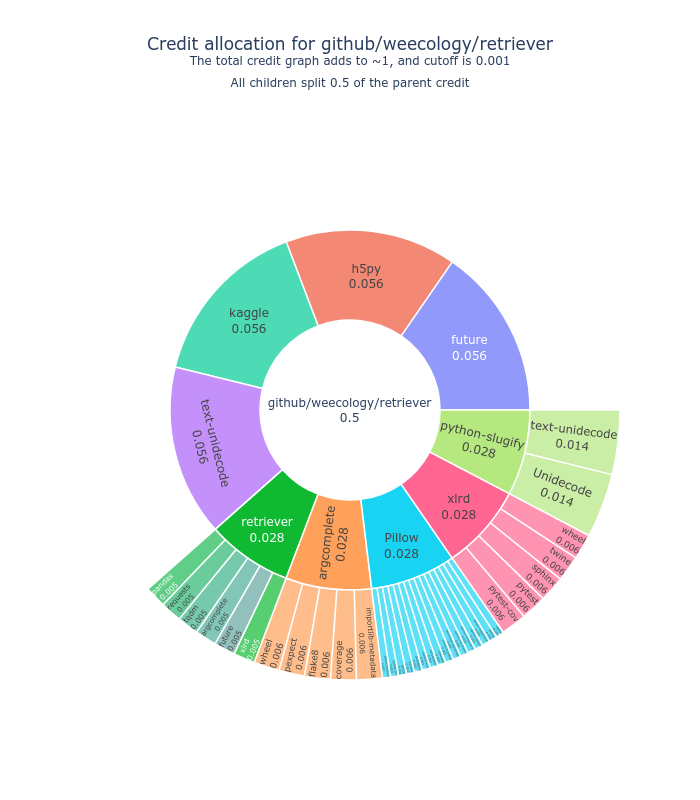 Credit allocation for github/weecology/retriever
The total credit graph adds to ~1, and cutoff is 0.001
All children split 0.5 of the parent credit
github/weecology/retriever
0.5
future
0.056
h5py
0.056
kaggle
0.056
text-unidecode
0.056
retriever
0.028
argcomplete
0.028
Pillow
0.028
xlrd
0.028
python-slugify
0.028
text-unidecode
0.014
Unidecode
0.014
wheel
0.006
twine
0.006
sphinx
0.006
pytest
0.006
pytest-cov
0.006
importlib-metadata
0.006
coverage
0.006
flake8
0.006
pexpect
0.006
wheel
0.006
xlrd
0.005
future
0.005
argcomplete
0.005
tqdm
0.005
requests
0.005
pandas
0.005